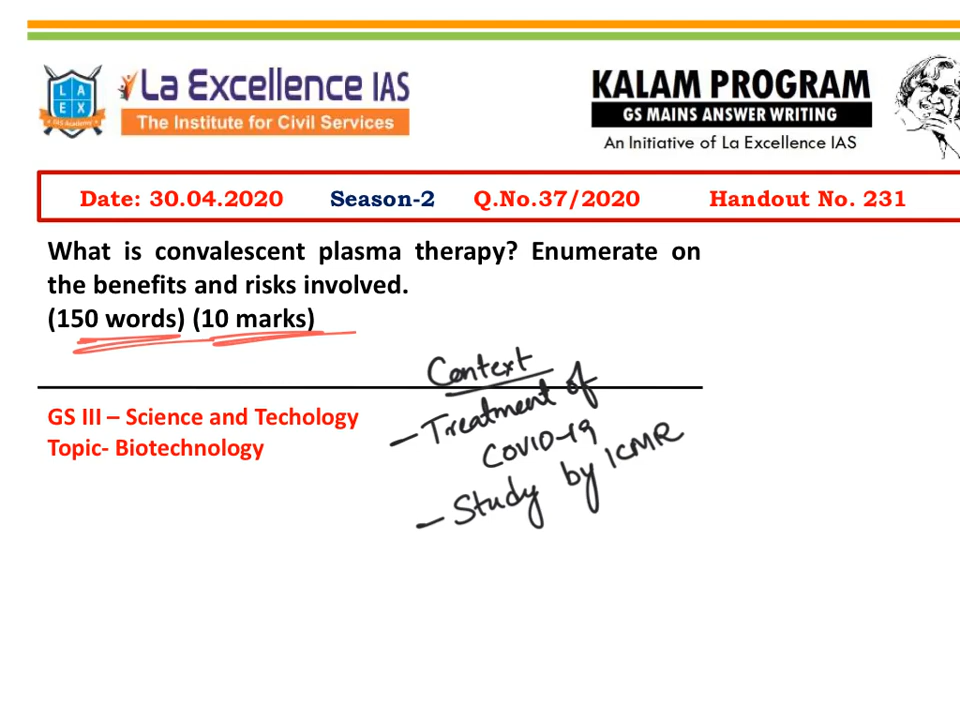 LAEX
IAS Academy
La Excellence IAS
The Institute for Civil Services
KALAM PROGRAM
GS MAINS ANSWER WRITING
An Initiative of La Excellence IAS
Date: 30.04.2020 Season-2 Q.No.37/2020 Handout No. 231
What is convalescent plasma therapy? Enumerate on
the benefits and risks involved.
(150 words) (10 marks)
Context
- Treatment of
COVID-19
- Study by ICMR
GS III – Science and Techology
Topic- Biotechnology